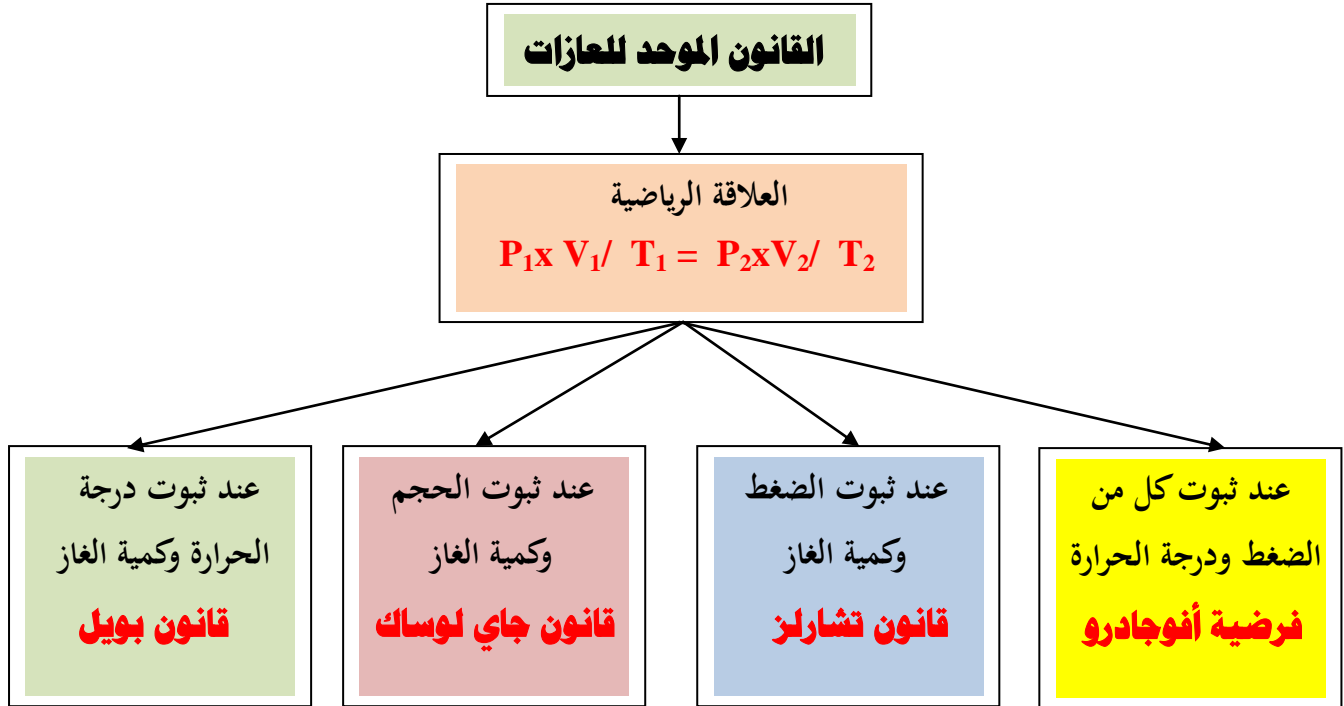 القانون الموحد للعازات
العلاقة الرياضية
P₁x V₁/ T₁ = P₂xV₂/ T₂
عند ثبوت كل من
الضغط ودرجة الحرارة
فرضية أفوجادرو
عند ثبوت الضغط
وكمية الغاز
قانون تشارلز
عند ثبوت الحجم
وكمية الغاز
قانون جاي لوساك
عند ثبوت درجة
الحرارة وكمية الغاز
قانون بويل